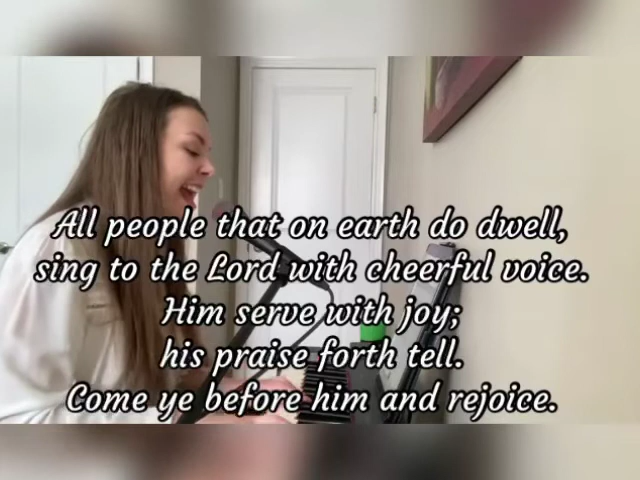 All people that on earth do dwell,
sing to the Lord with cheerful voice.
Him serve with joy;
his praise forth tell.
Come ye before him and rejoice.